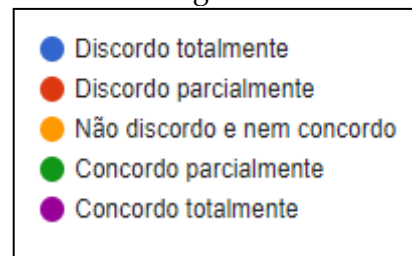 Discordo totalmente
Discordo parcialmente
Não discordo e nem concordo
Concordo parcialmente
Concordo totalmente